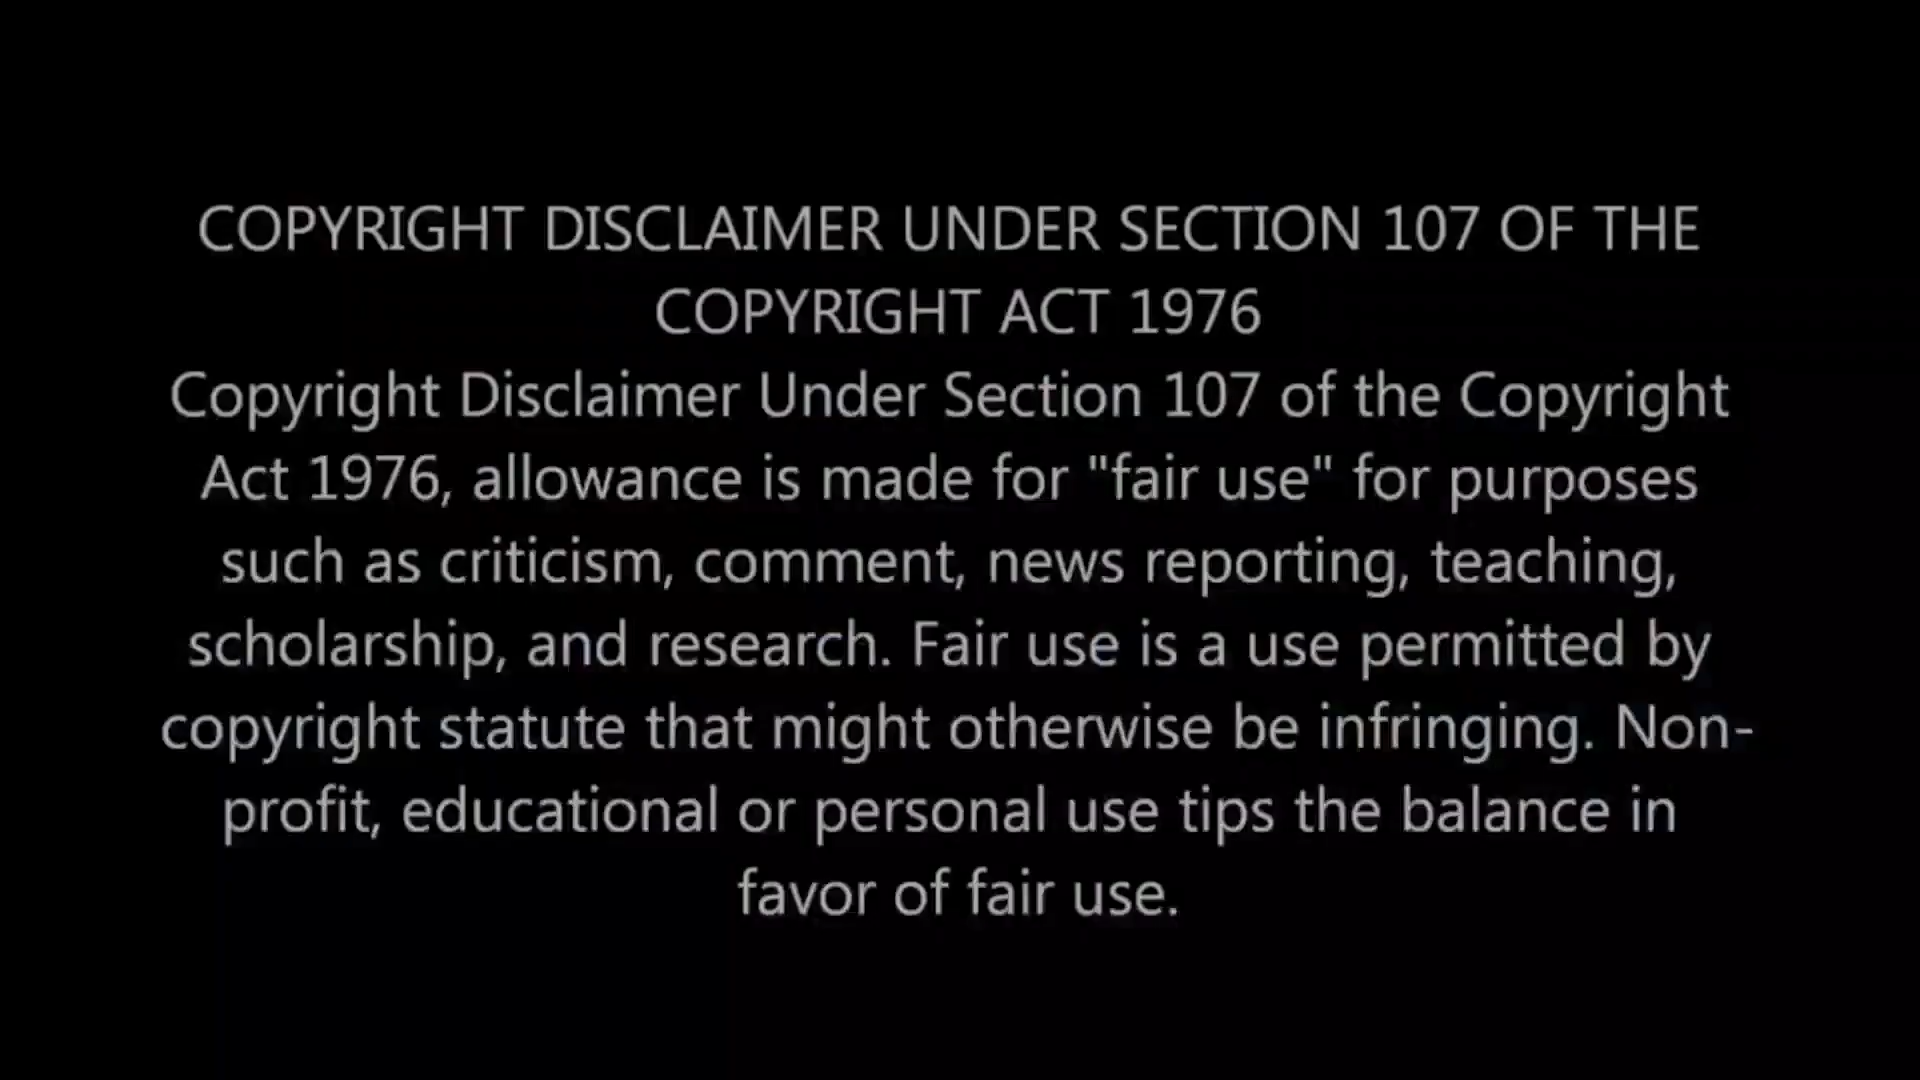 COPYRIGHT DISCLAIMER UNDER SECTION 107 OF THE
COPYRIGHT ACT 1976
Copyright Disclaimer Under Section 107 of the Copyright
Act 1976, allowance is made for "fair use" for purposes
such as criticism, comment, news reporting, teaching,
scholarship, and research. Fair use is a use permitted by
copyright statute that might otherwise be infringing. Non-
profit, educational or personal use tips the balance in
favor of fair use.